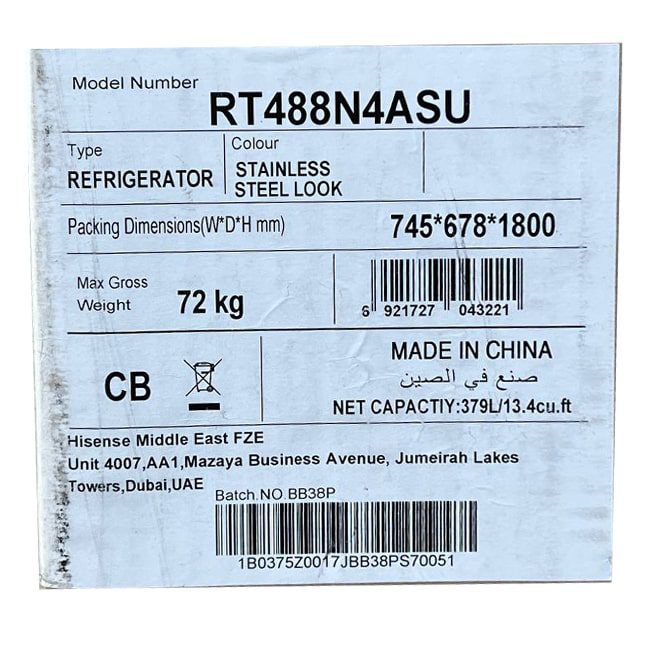 Model Number
RT488N4ASU
Type
REFRIGERATOR
Colour
STAINLESS
STEEL LOOK
Packing Dimensions(W*D*H mm)
745*678*1800
Max Gross
Weight
72 kg
6 921727 043221
CB
MADE IN CHINA
صنع في الصين
NET CAPACTIY:379L/13.4cu.ft
Hisense Middle East FZE
Unit 4007,AA1,Mazaya Business Avenue, Jumeirah Lakes
Towers,Dubai,UAE
Batch.NO.BB38P
1B0375Z0017JBB38PS70051